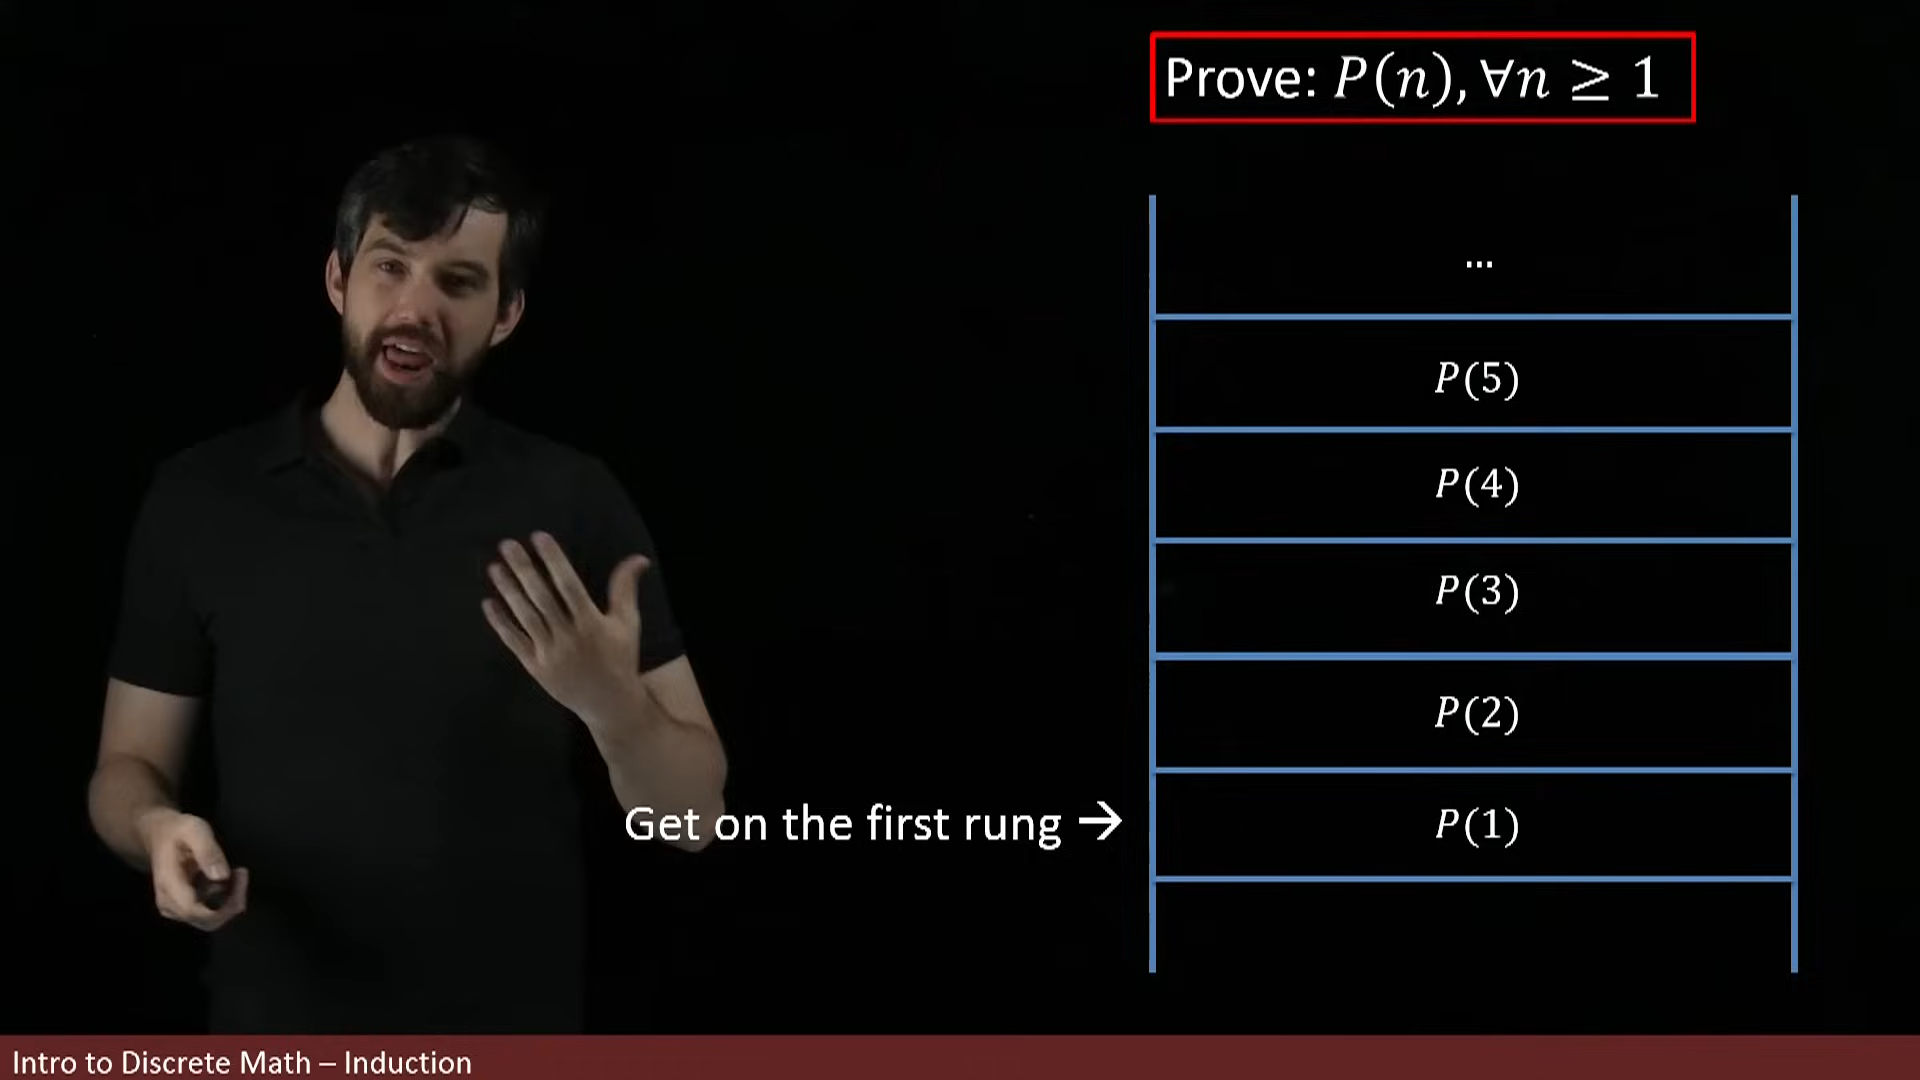 Prove: P(n), ∀n ≥ 1
...
P(5)
P(4)
P(3)
P(2)
Get on the first rung → P(1)
Intro to Discrete Math – Induction